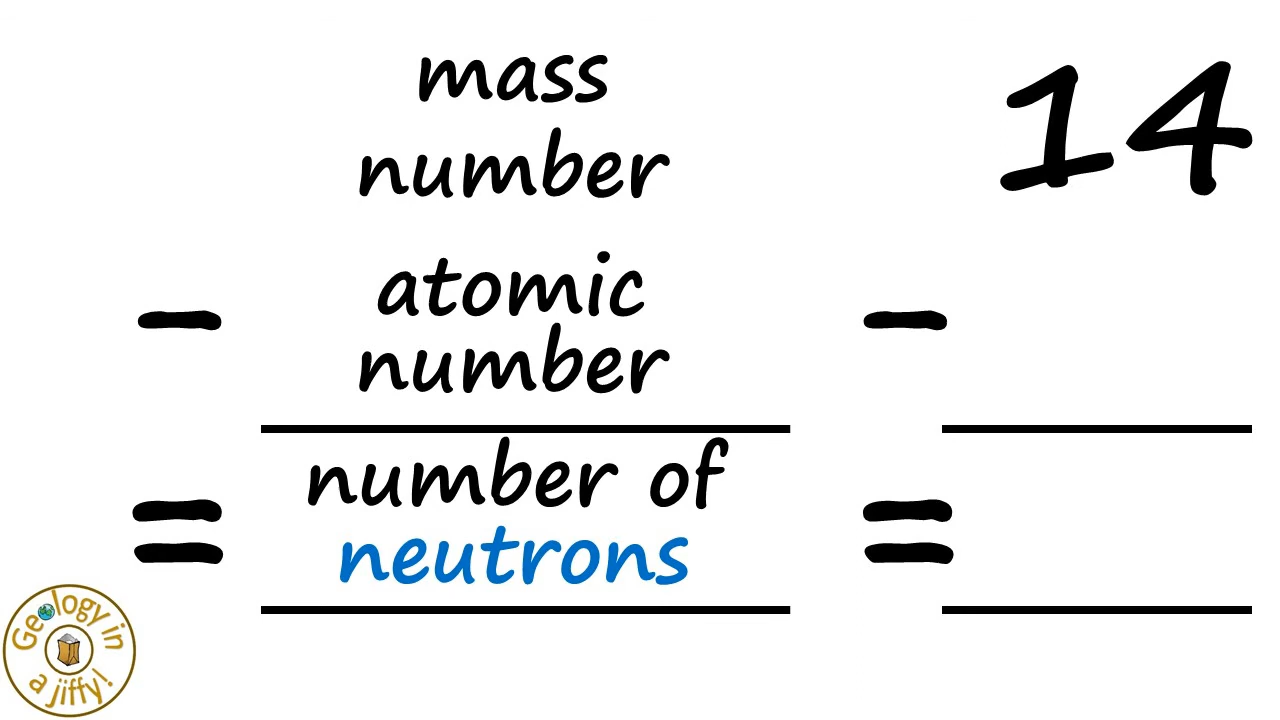 mass
number
14
− atomic −
number
= number of =
neutrons
Geology in
a jiffy!